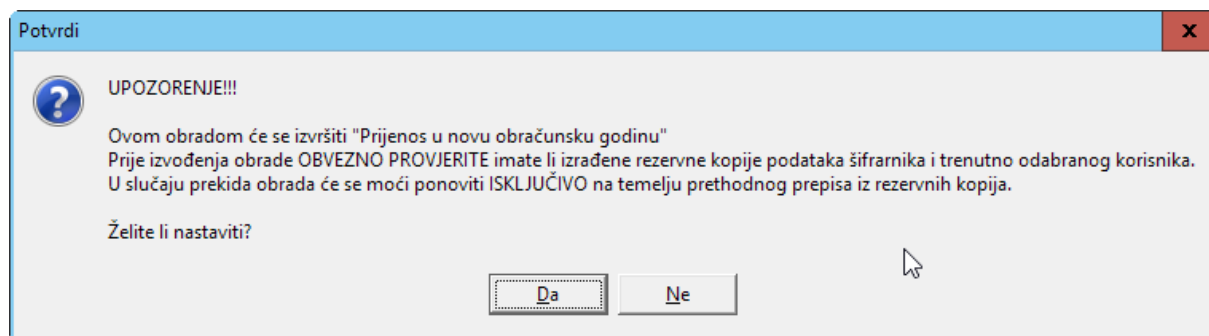 Potvrdi
x
UPOZORENJE!!!
Ovom obradom će se izvršiti "Prijenos u novu obračunsku godinu"
Prije izvođenja obrade OBVEZNO PROVJERITE imate li izrađene rezervne kopije podataka šifrarnika i trenutno odabranog korisnika.
U slučaju prekida obrada će se moći ponoviti ISKLJUČIVO na temelju prethodnog prepisa iz rezervnih kopija.
Želite li nastaviti?
Da Ne